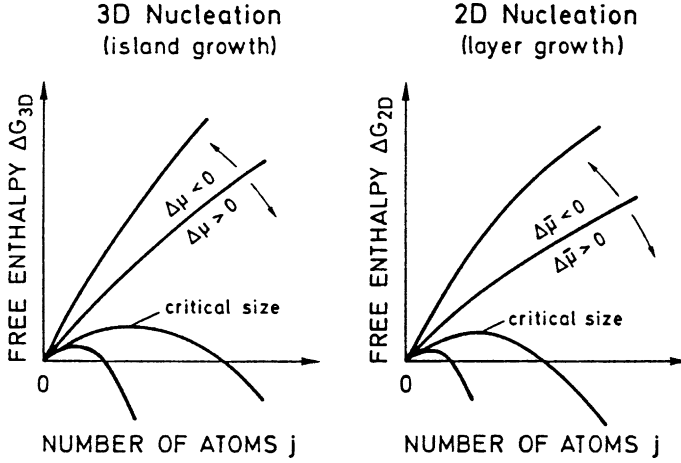 3D Nucleation
(island growth)
FREE ENTHALPY ΔG3D
Δμ < 0
Δμ > 0
critical size
0
NUMBER OF ATOMS j
2D Nucleation
(layer growth)
FREE ENTHALPY ΔG2D
Δμ̄ < 0
Δμ̄ > 0
critical size
0
NUMBER OF ATOMS j